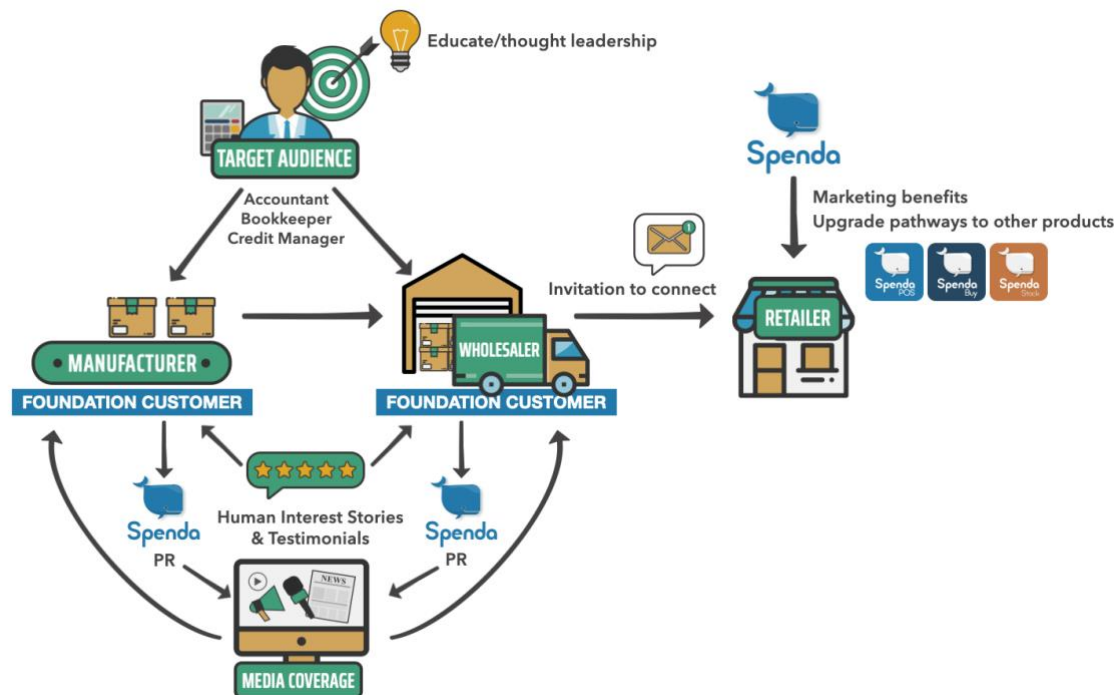 Educate/thought leadership
TARGET AUDIENCE
Accountant
Bookkeeper
Credit Manager
Spenda
Marketing benefits
Upgrade pathways to other products
Spenda
POS
Spenda
Buy
Spenda
Stock
1
Invitation to connect
RETAILER
MANUFACTURER
WHOLESALER
FOUNDATION CUSTOMER
FOUNDATION CUSTOMER
Spenda
PR
Human Interest Stories
& Testimonials
Spenda
PR
NEWS
MEDIA COVERAGE